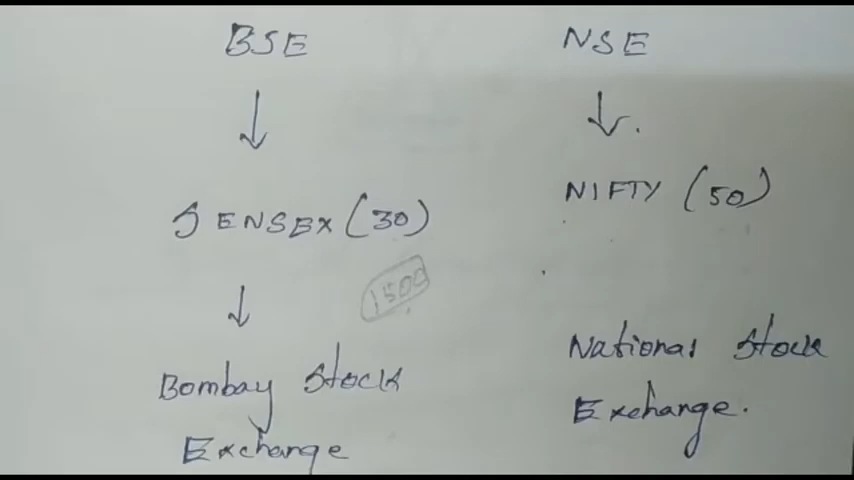 BSE
↓
SENSEX (30)
1500
↓
Bombay Stock
Exchange
NSE
↓
NIFTY (50)
National Stock
Exchange.